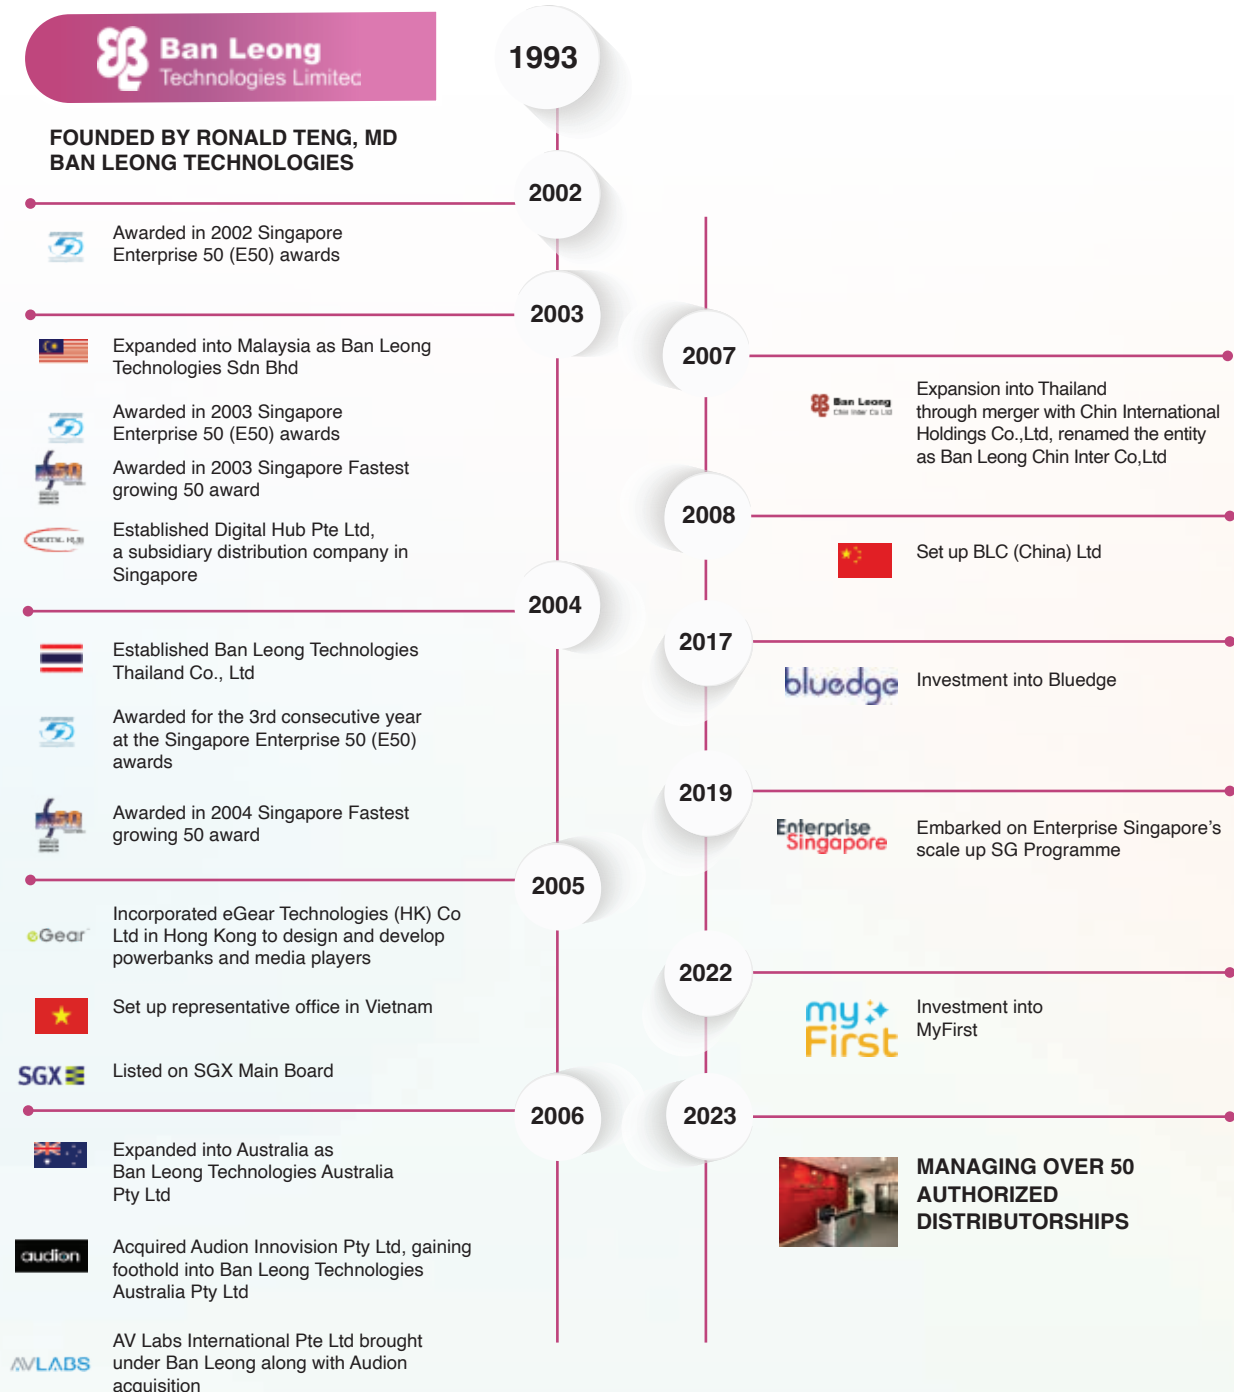 Ban Leong
Technologies Limited
1993
FOUNDED BY RONALD TENG, MD
BAN LEONG TECHNOLOGIES
2002
Awarded in 2002 Singapore
Enterprise 50 (E50) awards
2003
Expanded into Malaysia as Ban Leong
Technologies Sdn Bhd
Awarded in 2003 Singapore
Enterprise 50 (E50) awards
Awarded in 2003 Singapore Fastest
growing 50 award
DIGITAL HUB
Established Digital Hub Pte Ltd,
a subsidiary distribution company in
Singapore
2004
Established Ban Leong Technologies
Thailand Co., Ltd
Awarded for the 3rd consecutive year
at the Singapore Enterprise 50 (E50)
awards
Awarded in 2004 Singapore Fastest
growing 50 award
2005
eGear
Incorporated eGear Technologies (HK) Co
Ltd in Hong Kong to design and develop
powerbanks and media players
Set up representative office in Vietnam
SGX
Listed on SGX Main Board
2006
Expanded into Australia as
Ban Leong Technologies Australia
Pty Ltd
audion
Acquired Audion Innovision Pty Ltd, gaining
foothold into Ban Leong Technologies
Australia Pty Ltd
AVLABS
AV Labs International Pte Ltd brought
under Ban Leong along with Audion
acquisition
2007
Ban Leong
Chin Inter Co Ltd
Expansion into Thailand
through merger with Chin International
Holdings Co.,Ltd, renamed the entity
as Ban Leong Chin Inter Co,Ltd
2008
Set up BLC (China) Ltd
2017
bluedge
Investment into Bluedge
2019
Enterprise
Singapore
Embarked on Enterprise Singapore's
scale up SG Programme
2022
my
First
Investment into
MyFirst
2023
MANAGING OVER 50
AUTHORIZED
DISTRIBUTORSHIPS